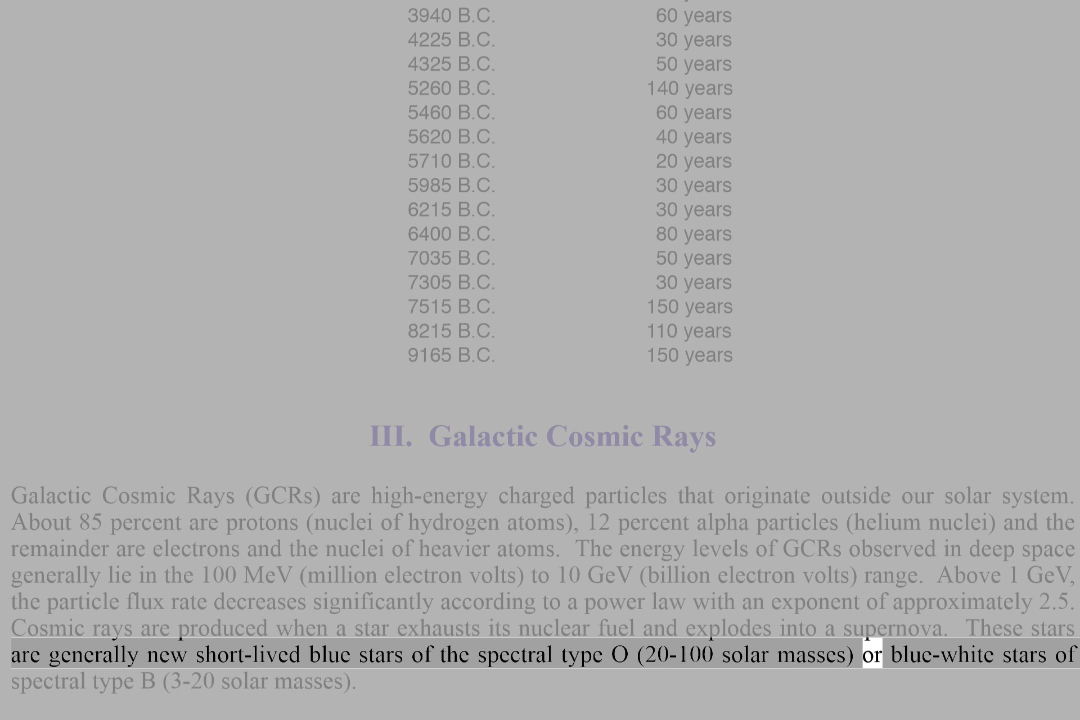 3940 B.C. 60 years
4225 B.C. 30 years
4325 B.C. 50 years
5260 B.C. 140 years
5460 B.C. 60 years
5620 B.C. 40 years
5710 B.C. 20 years
5985 B.C. 30 years
6215 B.C. 30 years
6400 B.C. 80 years
7035 B.C. 50 years
7305 B.C. 30 years
7515 B.C. 150 years
8215 B.C. 110 years
9165 B.C. 150 years
III. Galactic Cosmic Rays
Galactic Cosmic Rays (GCRs) are high-energy charged particles that originate outside our solar system.
About 85 percent are protons (nuclei of hydrogen atoms), 12 percent alpha particles (helium nuclei) and the
remainder are electrons and the nuclei of heavier atoms. The energy levels of GCRs observed in deep space
generally lie in the 100 MeV (million electron volts) to 10 GeV (billion electron volts) range. Above 1 GeV,
the particle flux rate decreases significantly according to a power law with an exponent of approximately 2.5.
Cosmic rays are produced when a star exhausts its nuclear fuel and explodes into a supernova. These stars
are generally new short-lived blue stars of the spectral type O (20-100 solar masses) or blue-white stars of
spectral type B (3-20 solar masses).